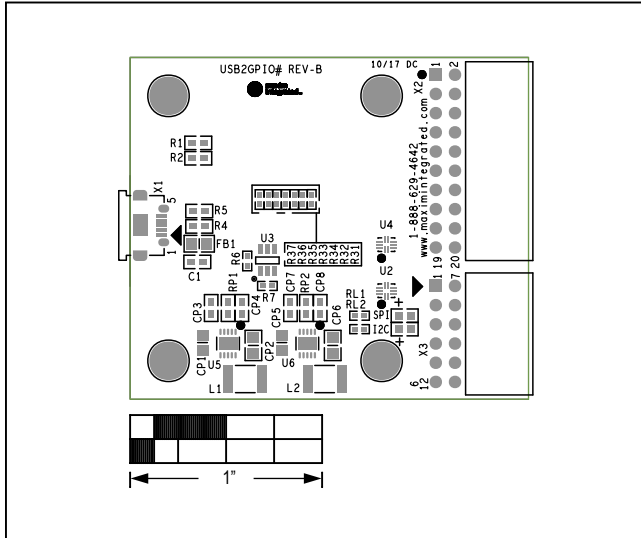 USB2GPIO# REV-B
maxim
integrated™
10/17 DC
X2
1
2
1-888-629-4642
www.maximintegrated.com
19
20
R1
R2
X1
5
1
R5
R4
FB1
C1
U3
R6
R7
R37
R36
R35
R33
R34
R32
R31
U4
U2
RL1
RL2
SPI
I2C
+
+
1
7
X3
6
12
CP3
RP1
CP4
CP7
RP2
CP8
CP5
CP6
CP1
U5
CP2
U6
L1
L2
1"